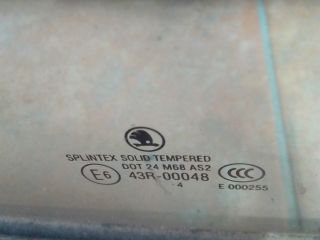 SPLINTEX SOLID TEMPERED
DOT 24 M68 AS2
E6 43R-00048 CCC
4 E 000255